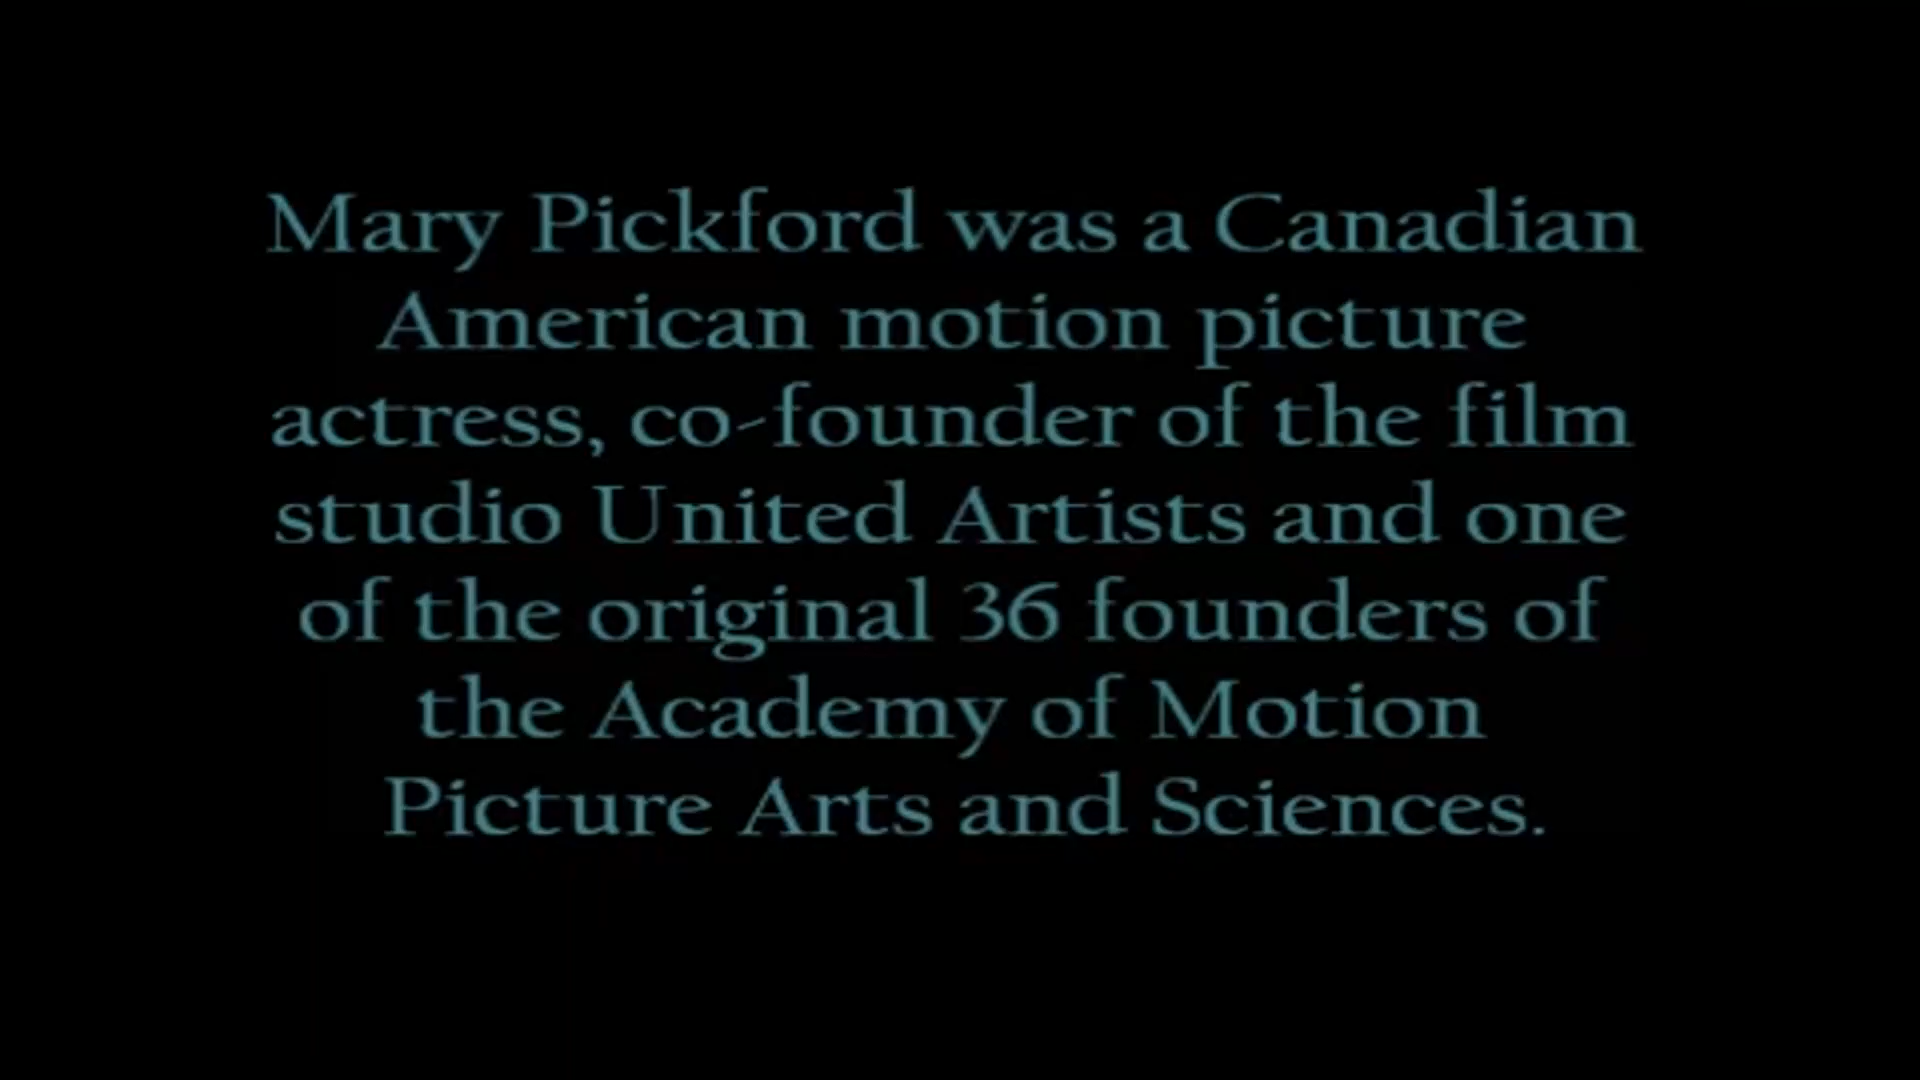 Mary Pickford was a Canadian
American motion picture
actress, co-founder of the film
studio United Artists and one
of the original 36 founders of
the Academy of Motion
Picture Arts and Sciences.